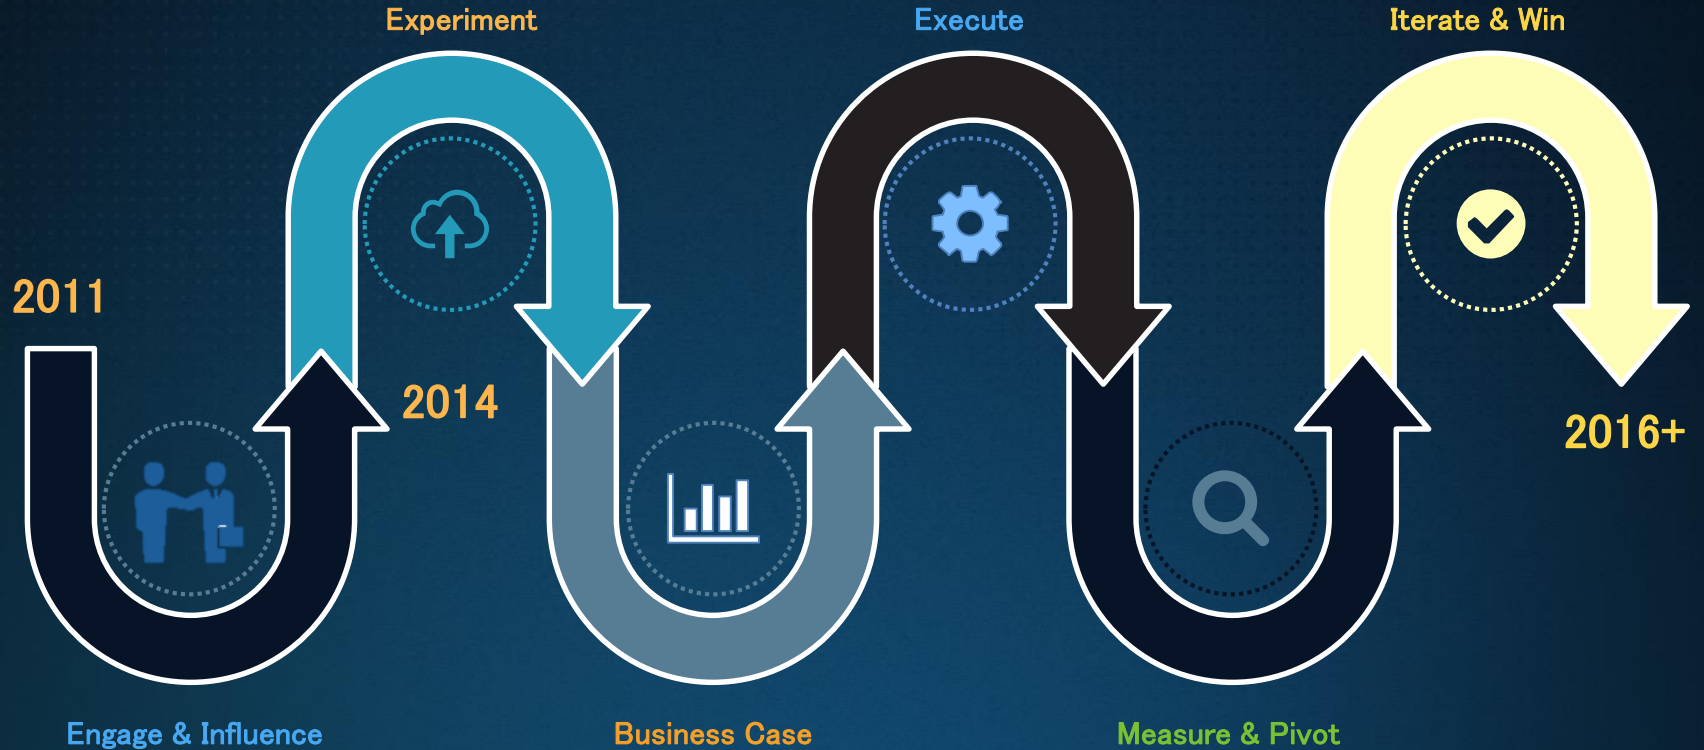 Experiment
Execute
Iterate & Win
2011
2014
2016+
Engage & Influence
Business Case
Measure & Pivot